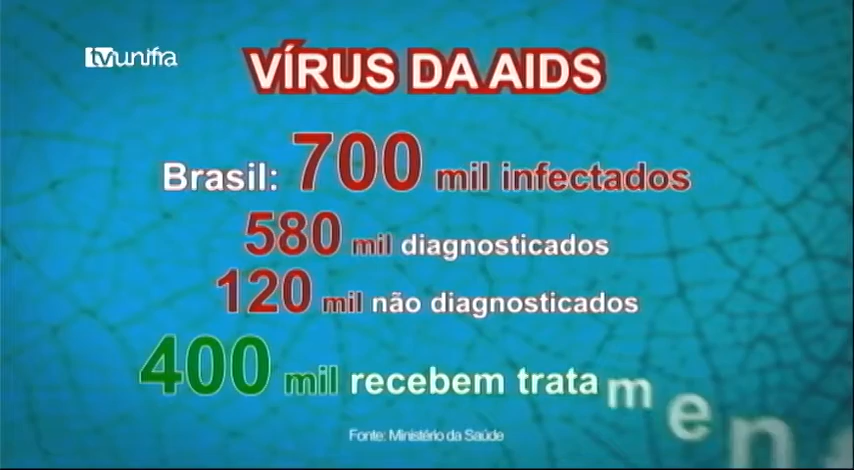 tvunifra
VÍRUS DA AIDS
Brasil: 700 mil infectados
580 mil diagnosticados
120 mil não diagnosticados
400 mil recebem tratamen
Fonte: Ministério da Saúde